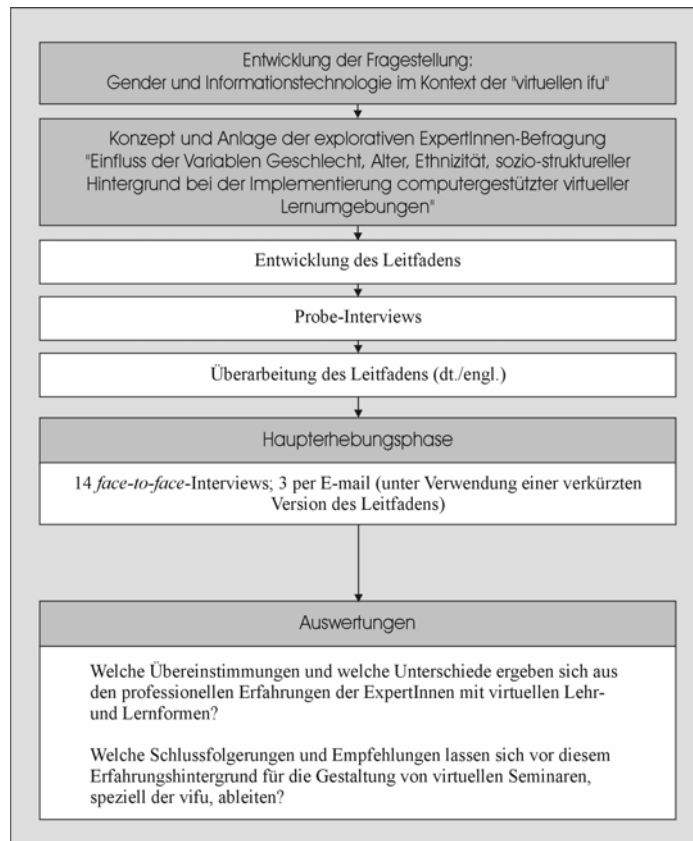 Entwicklung der Fragestellung:
Gender und Informationstechnologie im Kontext der "virtuellen ifu"
Konzept und Anlage der explorativen ExpertInnen-Befragung
"Einfluss der Variablen Geschlecht, Alter, Ethnizität, sozio-struktureller
Hintergrund bei der Implementierung computergestützter virtueller
Lernumgebungen"
Entwicklung des Leitfadens
Probe-Interviews
Überarbeitung des Leitfadens (dt./engl.)
Haupterhebungsphase
14 face-to-face-Interviews; 3 per E-mail (unter Verwendung einer verkürzten
Version des Leitfadens)
Auswertungen
Welche Übereinstimmungen und welche Unterschiede ergeben sich aus
den professionellen Erfahrungen der ExpertInnen mit virtuellen Lehr-
und Lernformen?
Welche Schlussfolgerungen und Empfehlungen lassen sich vor diesem
Erfahrungshintergrund für die Gestaltung von virtuellen Seminaren,
speziell der vifu, ableiten?